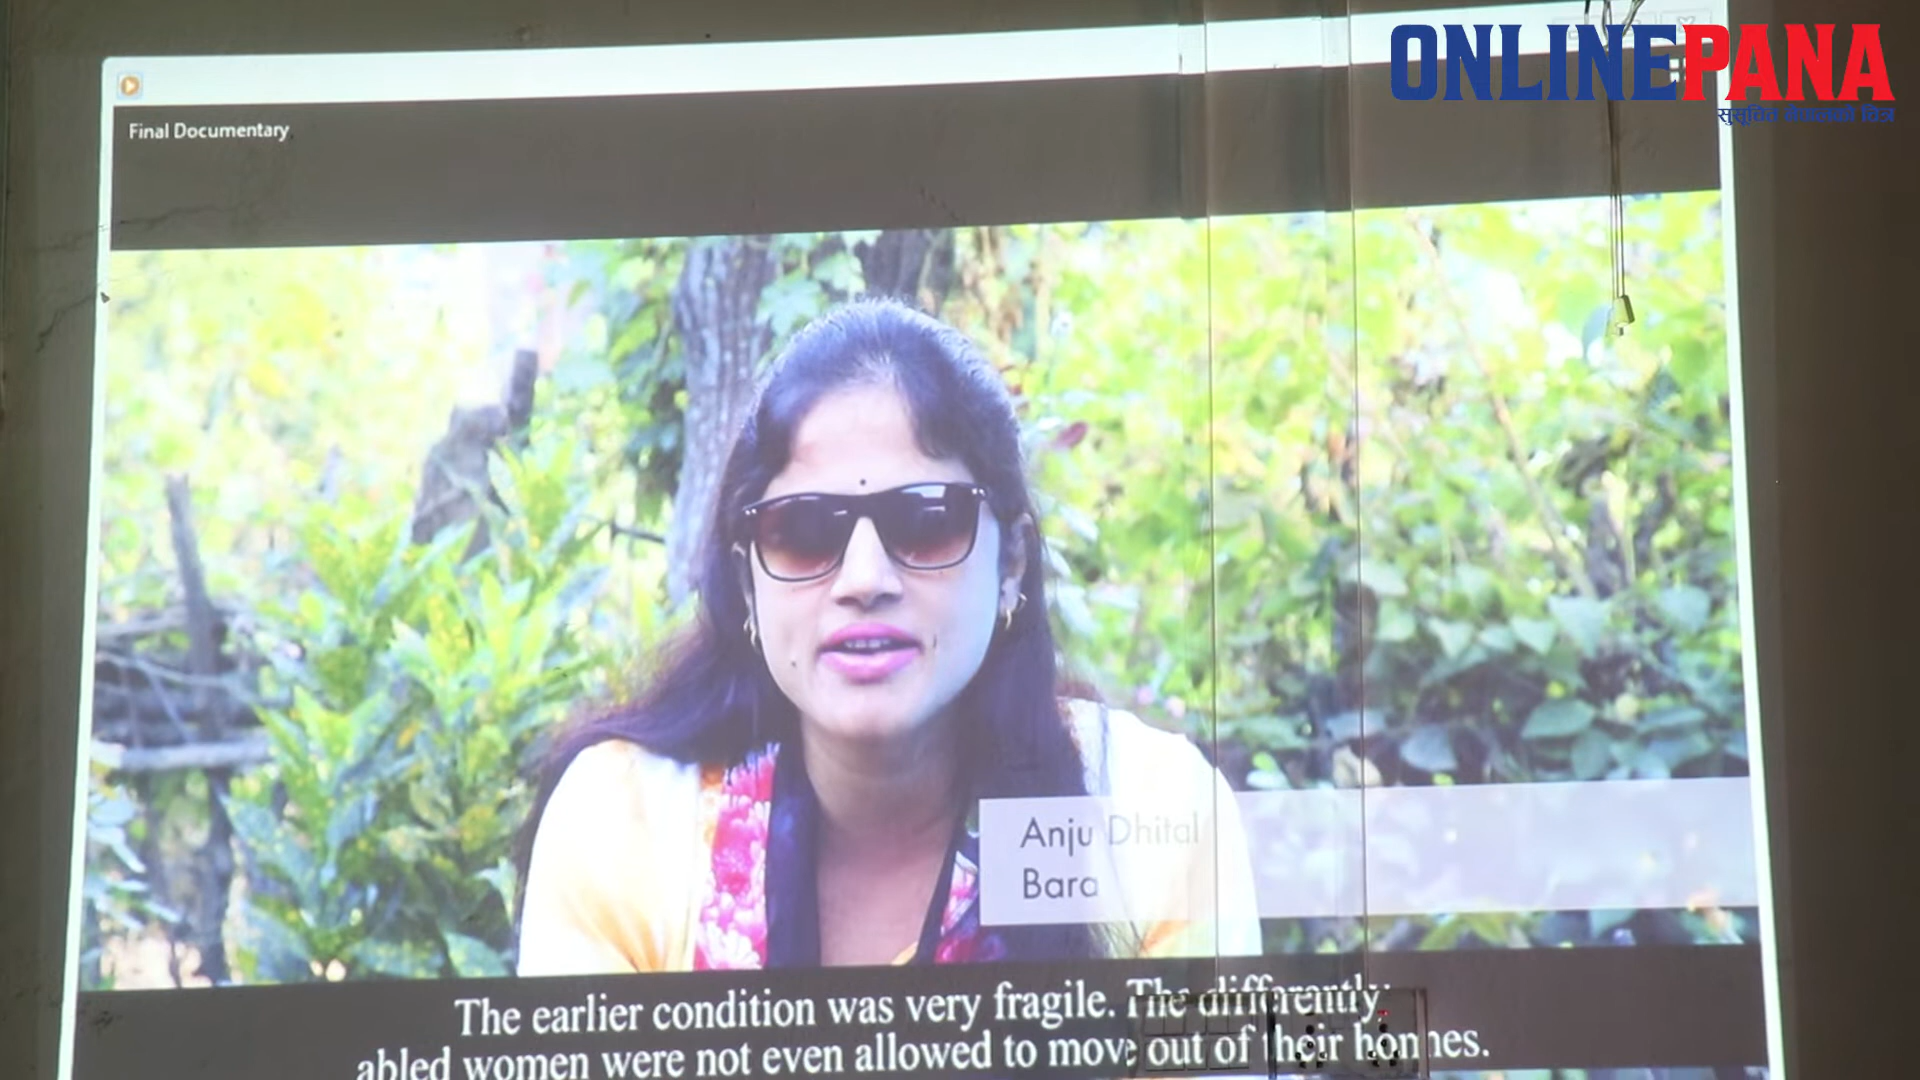 ONLINEPANA
सुसूचित नेपालको चित्र
Final Documentary
Anju Dhital
Bara
The earlier condition was very fragile. The differently
abled women were not even allowed to move out of their homes.